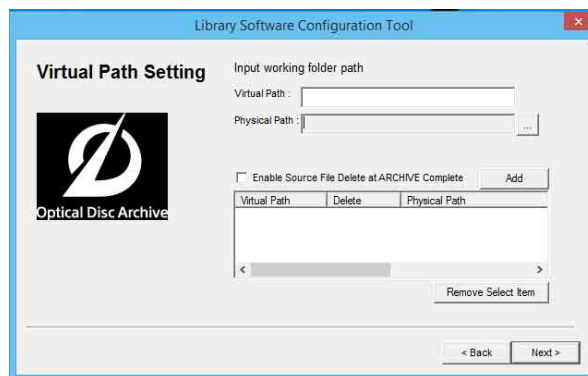 Library Software Configuration Tool
Virtual Path Setting
Input working folder path
Virtual Path :
Physical Path :
...
Enable Source File Delete at ARCHIVE Complete
Add
Virtual Path Delete Physical Path
Optical Disc Archive
Remove Select Item
< Back Next >